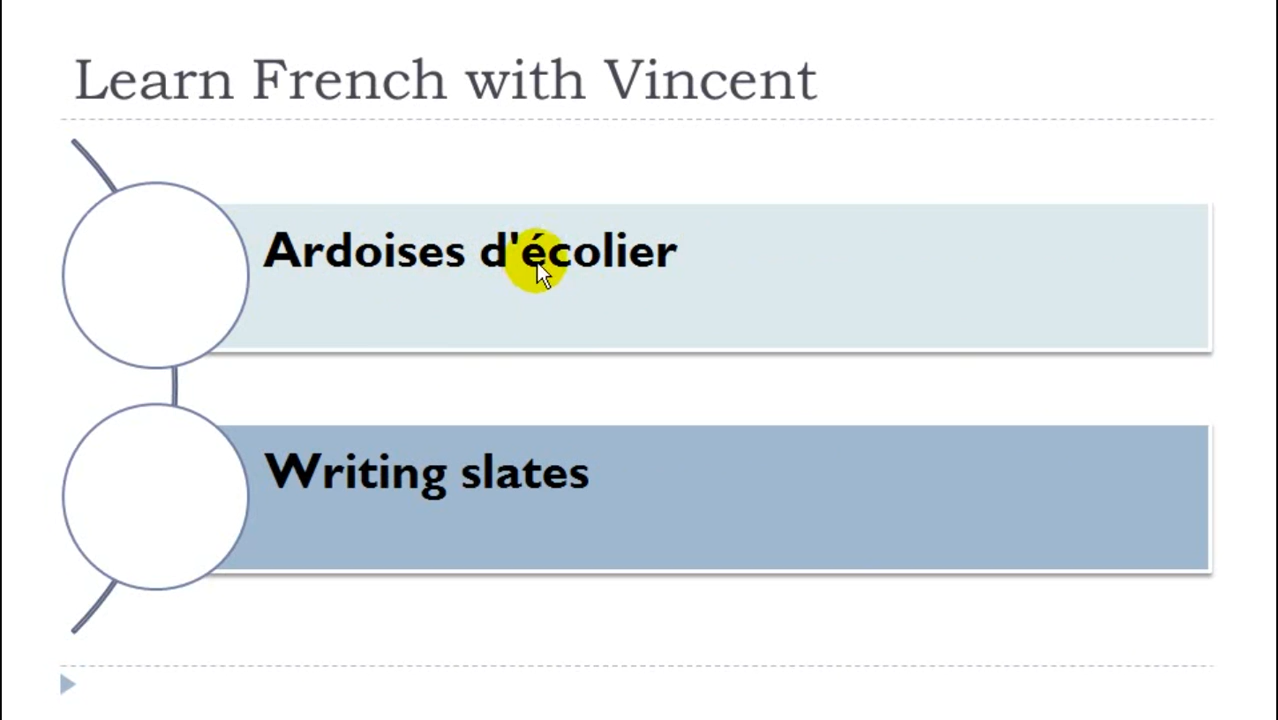 Learn French with Vincent
Ardoises d'écolier
Writing slates